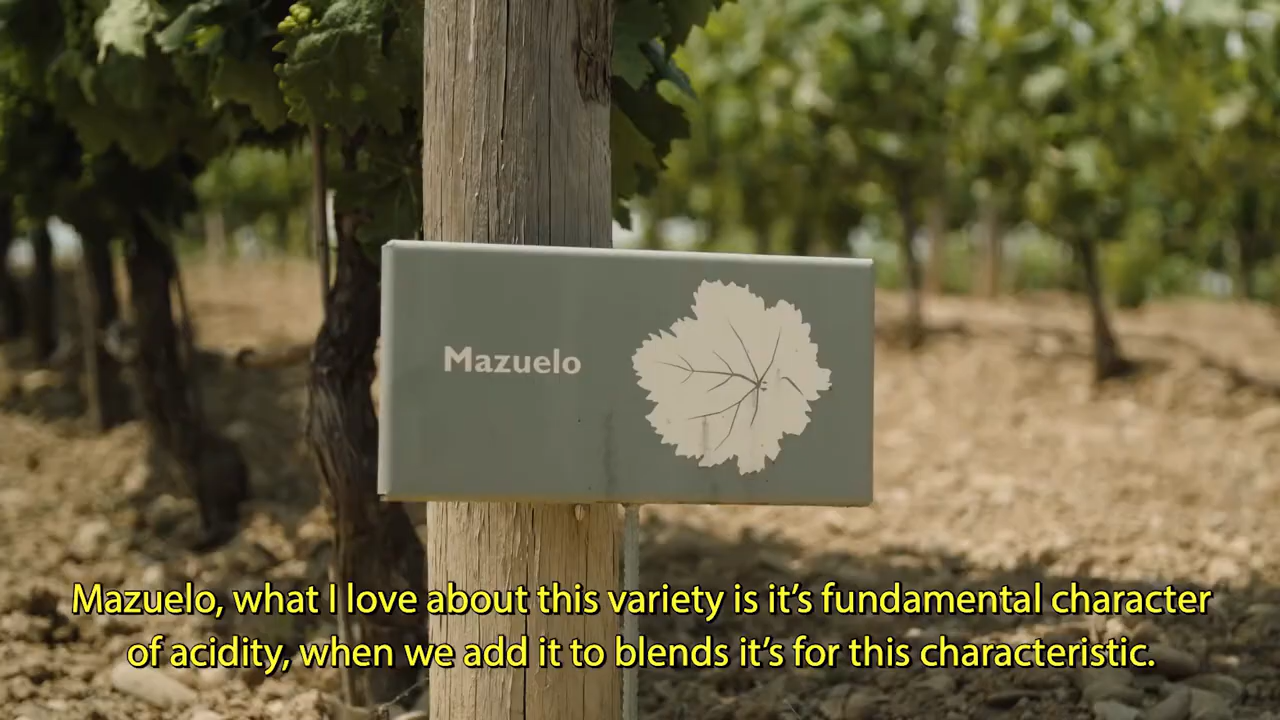 Mazuelo
Mazuelo, what I love about this variety is it's fundamental character
of acidity, when we add it to blends it's for this characteristic.